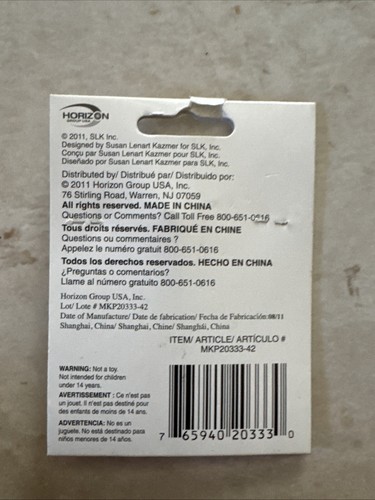 HORIZON
GROUP USA
© 2011, SLK Inc.
Designed by Susan Lenart Kazmer for SLK, Inc.
Conçu par Susan Lenart Kazmer pour SLK, Inc.
Diseñado por Susan Lenart Kazmer para SLK, Inc.
Distributed by/ Distribué par/ Distribuido por:
© 2011 Horizon Group USA, Inc.
76 Stirling Road, Warren, NJ 07059
All rights reserved. MADE IN CHINA
Questions or Comments? Call Toll Free 800-651-0616
Tous droits réservés. FABRIQUÉ EN CHINE
Questions ou commentaires ?
Appelez le numéro gratuit 800-651-0616
Todos los derechos reservados. HECHO EN CHINA
¿Preguntas o comentarios?
Llame al número gratuito 800-651-0616
Horizon Group USA, Inc.
Lot/ Lote # MKP20333-42
Date of Manufacture/ Date de fabrication/ Fecha de Fabricación:08/11
Shanghai, China/ Shanghai, Chine/ Shanghái, China
ITEM/ ARTICLE/ ARTÍCULO #
MKP20333-42
WARNING: Not a toy.
Not intended for children
under 14 years.
AVERTISSEMENT : Ce n'est pas
un jouet. Il n'est pas destiné pour
des enfants de moins de 14 ans.
ADVERTENCIA: No es un
juguete. No está destinado para
niños menores de 14 años.
7 65940 20333 0